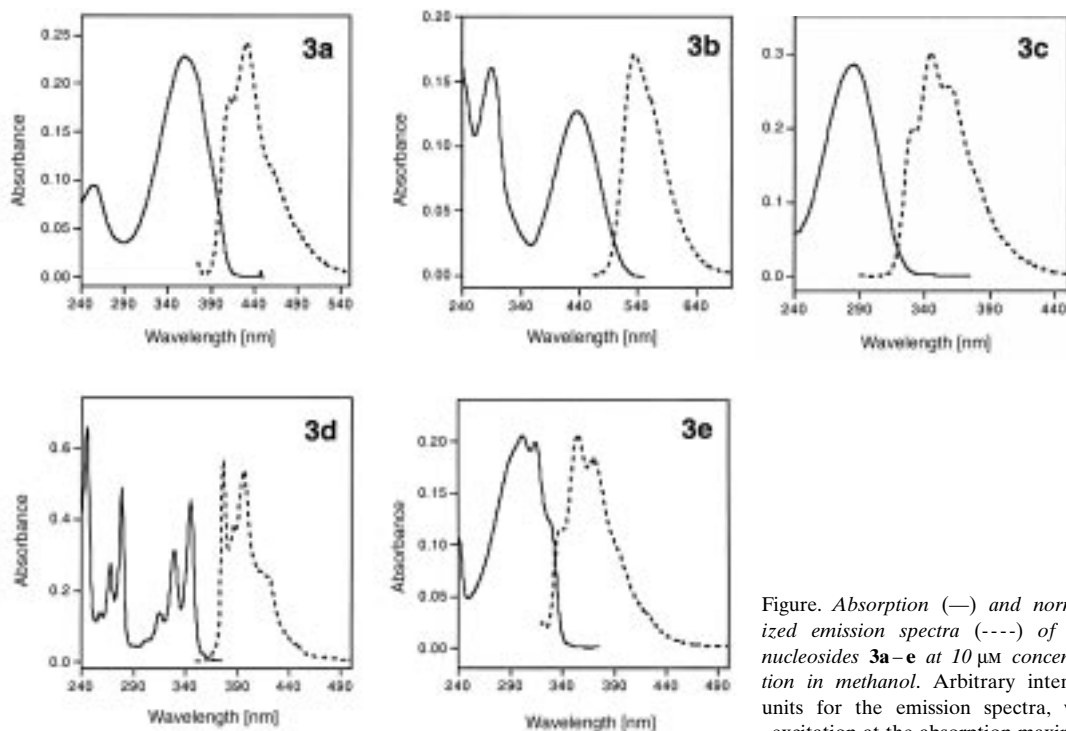 3a
0.25
0.20
0.15
0.10
0.05
0.00
Absorbance
240 290 340 390 440 490 540
Wavelength [nm]
3b
0.20
0.15
0.10
0.05
0.00
Absorbance
240 340 440 540 640
Wavelength [nm]
3c
0.3
0.2
0.1
0.0
Absorbance
240 290 340 390 440
Wavelength [nm]
3d
0.6
0.4
0.2
0.0
Absorbance
240 290 340 390 440 490
Wavelength [nm]
3e
0.20
0.15
0.10
0.05
0.00
Absorbance
240 290 340 390 440 490
Wavelength [nm]
Figure. Absorption (—) and norm
ized emission spectra (----) of
nucleosides 3a–e at 10 μM concen
tion in methanol. Arbitrary inten
units for the emission spectra,
excitation at the absorption maxim